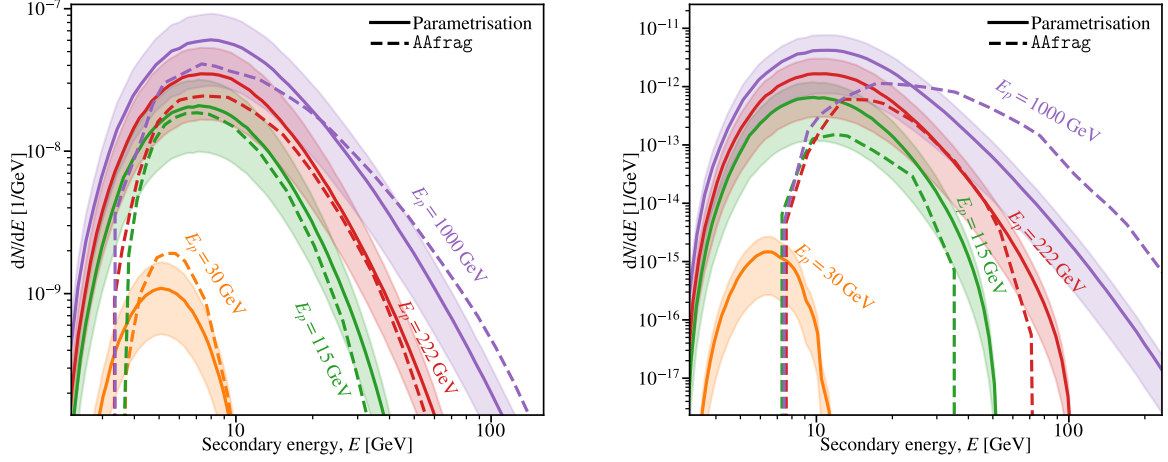 Parametrisation
AAfrag
dN/dE [1/GeV]
10⁻⁷
10⁻⁸
10⁻⁹
E_p = 1000 GeV
E_p = 222 GeV
E_p = 115 GeV
E_p = 30 GeV
10
100
Secondary energy, E [GeV]
Parametrisation
AAfrag
dN/dE [1/GeV]
10⁻¹¹
10⁻¹²
10⁻¹³
10⁻¹⁴
10⁻¹⁵
10⁻¹⁶
10⁻¹⁷
E_p = 1000 GeV
E_p = 222 GeV
E_p = 115 GeV
E_p = 30 GeV
10
100
Secondary energy, E [GeV]